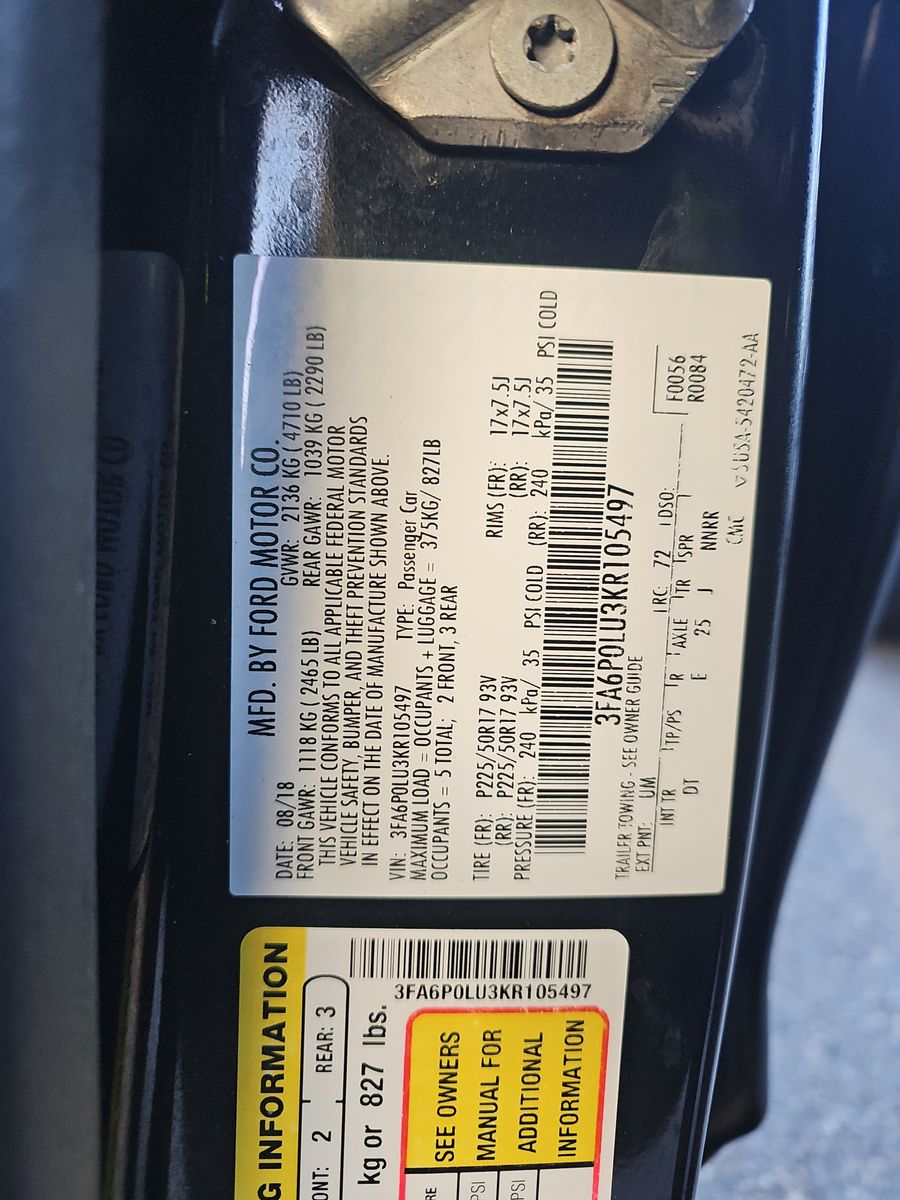 MFD. BY FORD MOTOR CO.
DATE: 08/18 GVWR: 2136 KG ( 4710 LB)
FRONT GAWR: 1118 KG ( 2465 LB) REAR GAWR: 1039 KG ( 2290 LB)
THIS VEHICLE CONFORMS TO ALL APPLICABLE FEDERAL MOTOR
VEHICLE SAFETY, BUMPER, AND THEFT PREVENTION STANDARDS
IN EFFECT ON THE DATE OF MANUFACTURE SHOWN ABOVE.
VIN: 3FA6P0LU3KR105497 TYPE: Passenger Car
MAXIMUM LOAD = OCCUPANTS + LUGGAGE = 375KG/ 827LB
OCCUPANTS = 5 TOTAL; 2 FRONT, 3 REAR
TIRE (FR): P225/50R17 93V RIMS (FR): 17x7.5J
(RR): P225/50R17 93V (RR): 17x7.5J
PRESSURE (FR): 240 kPa/ 35 PSI COLD (RR): 240 kPa/ 35 PSI COLD
3FA6P0LU3KR105497
TRAILER TOWING - SEE OWNER GUIDE
EXT PNT: UM RC: 72 DSO: F0056
INT TR TP/PS R AXLE TR SPR R0084
DT E 25 J NNRR
CMC 5U5A-5420472-AA
G INFORMATION
ONT: 2 REAR: 3
kg or 827 lbs.
3FA6P0LU3KR105497
SEE OWNERS
MANUAL FOR
ADDITIONAL
INFORMATION
RE
PSI
PSI